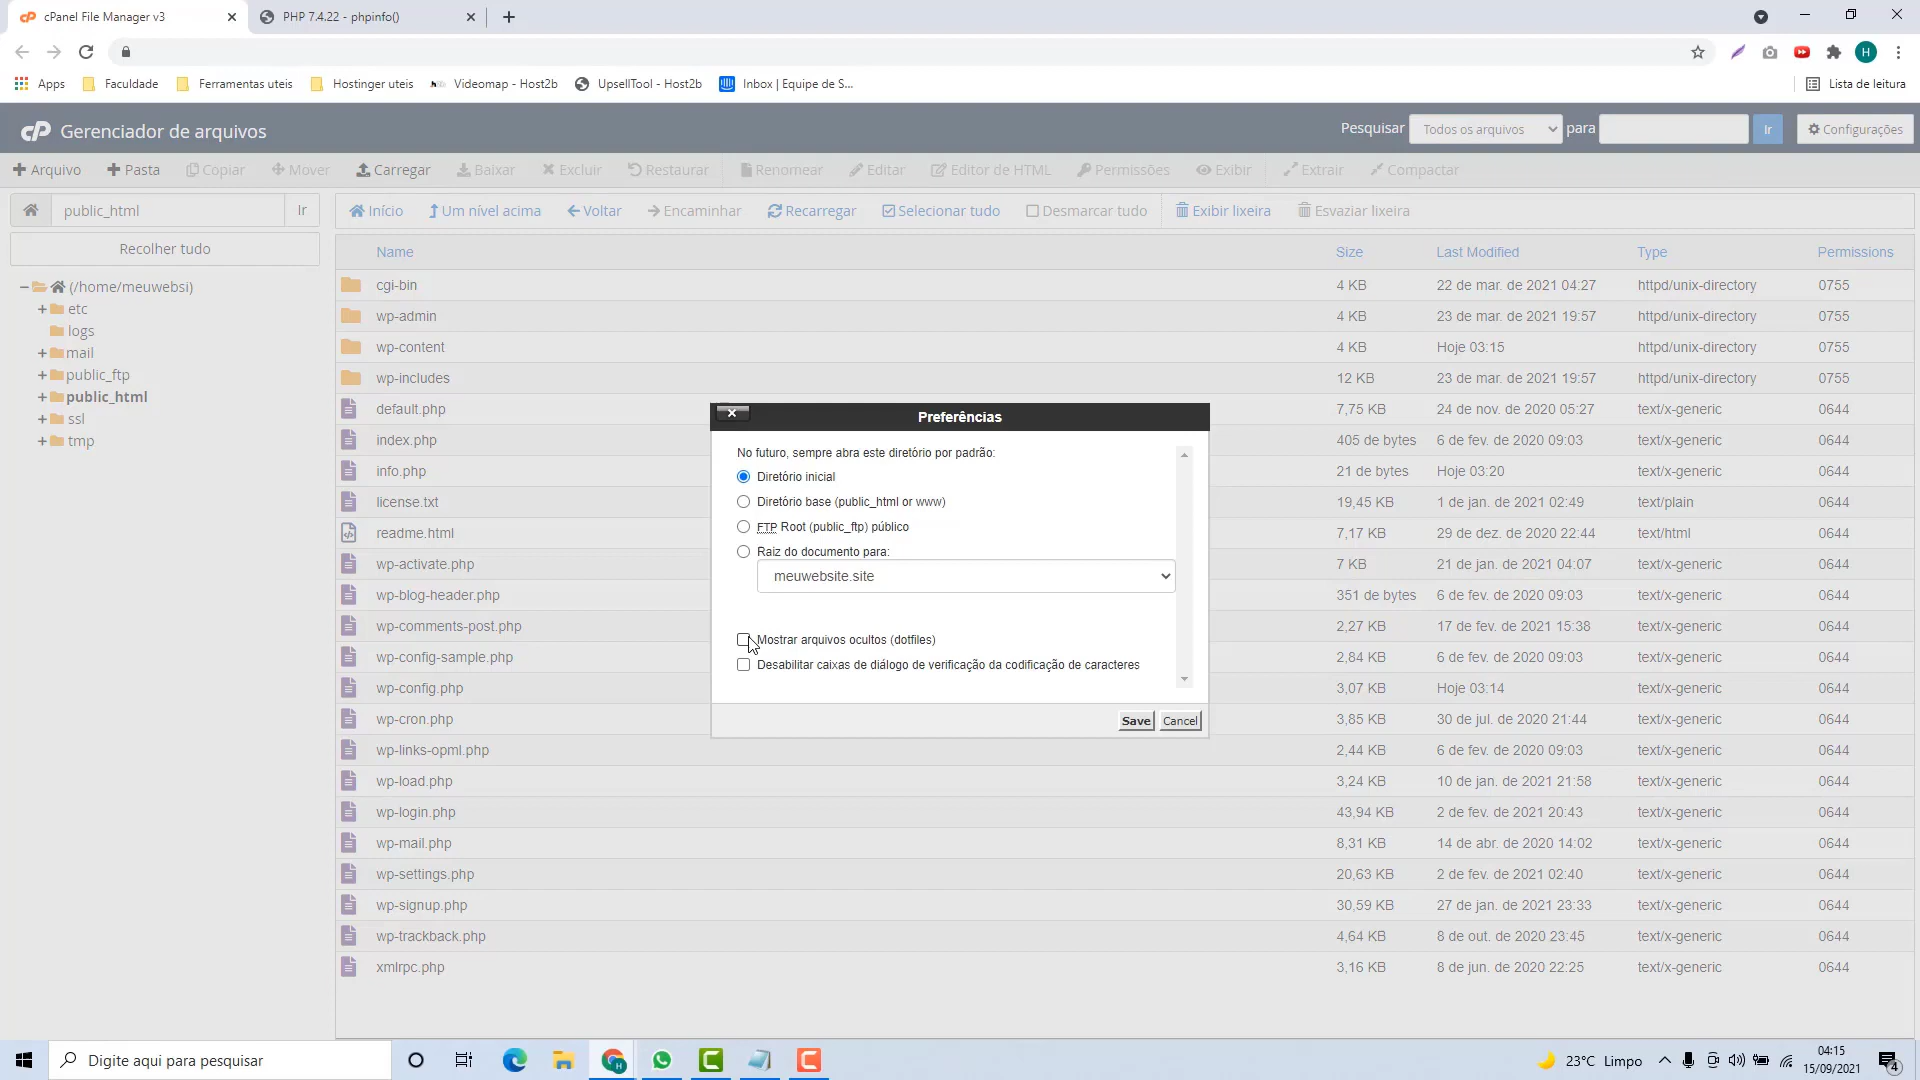 cPanel File Manager v3
PHP 7.4.22 - phpinfo()
H
Apps
Faculdade
Ferramentas uteis
Hostinger uteis
Videomap - Host2b
UpsellTool - Host2b
Inbox | Equipe de S...
Lista de leitura
cP Gerenciador de arquivos
Pesquisar Todos os arquivos para Ir Configurações
Arquivo Pasta Copiar Mover Carregar Baixar Excluir Restaurar Renomear Editar Editor de HTML Permissões Exibir Extrair Compactar
public_html Ir
Início Um nível acima Voltar Encaminhar Recarregar Selecionar tudo Desmarcar tudo Exibir lixeira Esvaziar lixeira
Recolher tudo
(/home/meuwebsi)
etc
logs
mail
public_ftp
public_html
ssl
tmp
Name Size Last Modified Type Permissions
cgi-bin 4 KB 22 de mar. de 2021 04:27 httpd/unix-directory 0755
wp-admin 4 KB 23 de mar. de 2021 19:57 httpd/unix-directory 0755
wp-content 4 KB Hoje 03:15 httpd/unix-directory 0755
wp-includes 12 KB 23 de mar. de 2021 19:57 httpd/unix-directory 0755
default.php 7,75 KB 24 de nov. de 2020 05:27 text/x-generic 0644
index.php 405 de bytes 6 de fev. de 2020 09:03 text/x-generic 0644
info.php 21 de bytes Hoje 03:20 text/x-generic 0644
license.txt 19,45 KB 1 de jan. de 2021 02:49 text/plain 0644
readme.html 7,17 KB 29 de dez. de 2020 22:44 text/html 0644
wp-activate.php 7 KB 21 de jan. de 2021 04:07 text/x-generic 0644
wp-blog-header.php 351 de bytes 6 de fev. de 2020 09:03 text/x-generic 0644
wp-comments-post.php 2,27 KB 17 de fev. de 2021 15:38 text/x-generic 0644
wp-config-sample.php 2,84 KB 6 de fev. de 2020 09:03 text/x-generic 0644
wp-config.php 3,07 KB Hoje 03:14 text/x-generic 0644
wp-cron.php 3,85 KB 30 de jul. de 2020 21:44 text/x-generic 0644
wp-links-opml.php 2,44 KB 6 de fev. de 2020 09:03 text/x-generic 0644
wp-load.php 3,24 KB 10 de jan. de 2021 21:58 text/x-generic 0644
wp-login.php 43,94 KB 2 de fev. de 2021 20:43 text/x-generic 0644
wp-mail.php 8,31 KB 14 de abr. de 2020 14:02 text/x-generic 0644
wp-settings.php 20,63 KB 2 de fev. de 2021 02:40 text/x-generic 0644
wp-signup.php 30,59 KB 27 de jan. de 2021 23:33 text/x-generic 0644
wp-trackback.php 4,64 KB 8 de out. de 2020 23:45 text/x-generic 0644
xmlrpc.php 3,16 KB 8 de jun. de 2020 22:25 text/x-generic 0644
Preferências
No futuro, sempre abra este diretório por padrão:
Diretório inicial
Diretório base (public_html or www)
FTP Root (public_ftp) público
Raiz do documento para:
meuwebsite.site
Mostrar arquivos ocultos (dotfiles)
Desabilitar caixas de diálogo de verificação da codificação de caracteres
Save Cancel
Digite aqui para pesquisar
23°C Limpo
04:15
15/09/2021
4